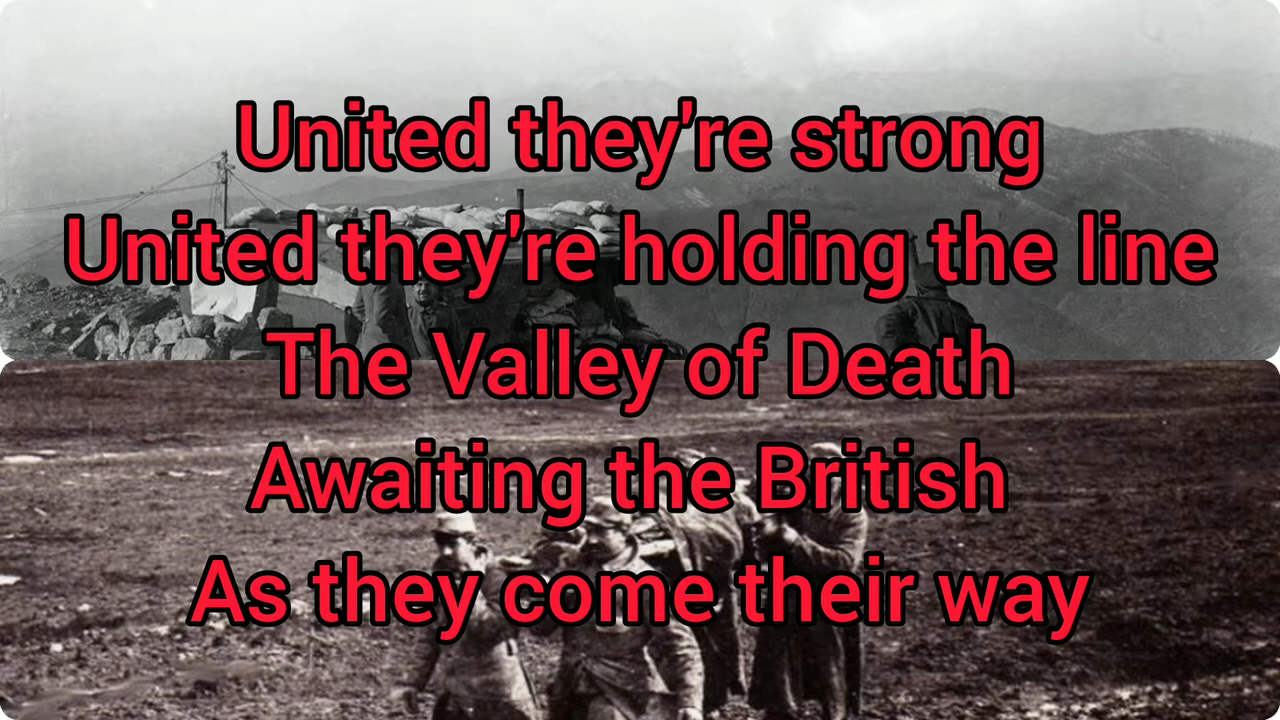 United they're strong
United they're holding the line
The Valley of Death
Awaiting the British
As they come their way